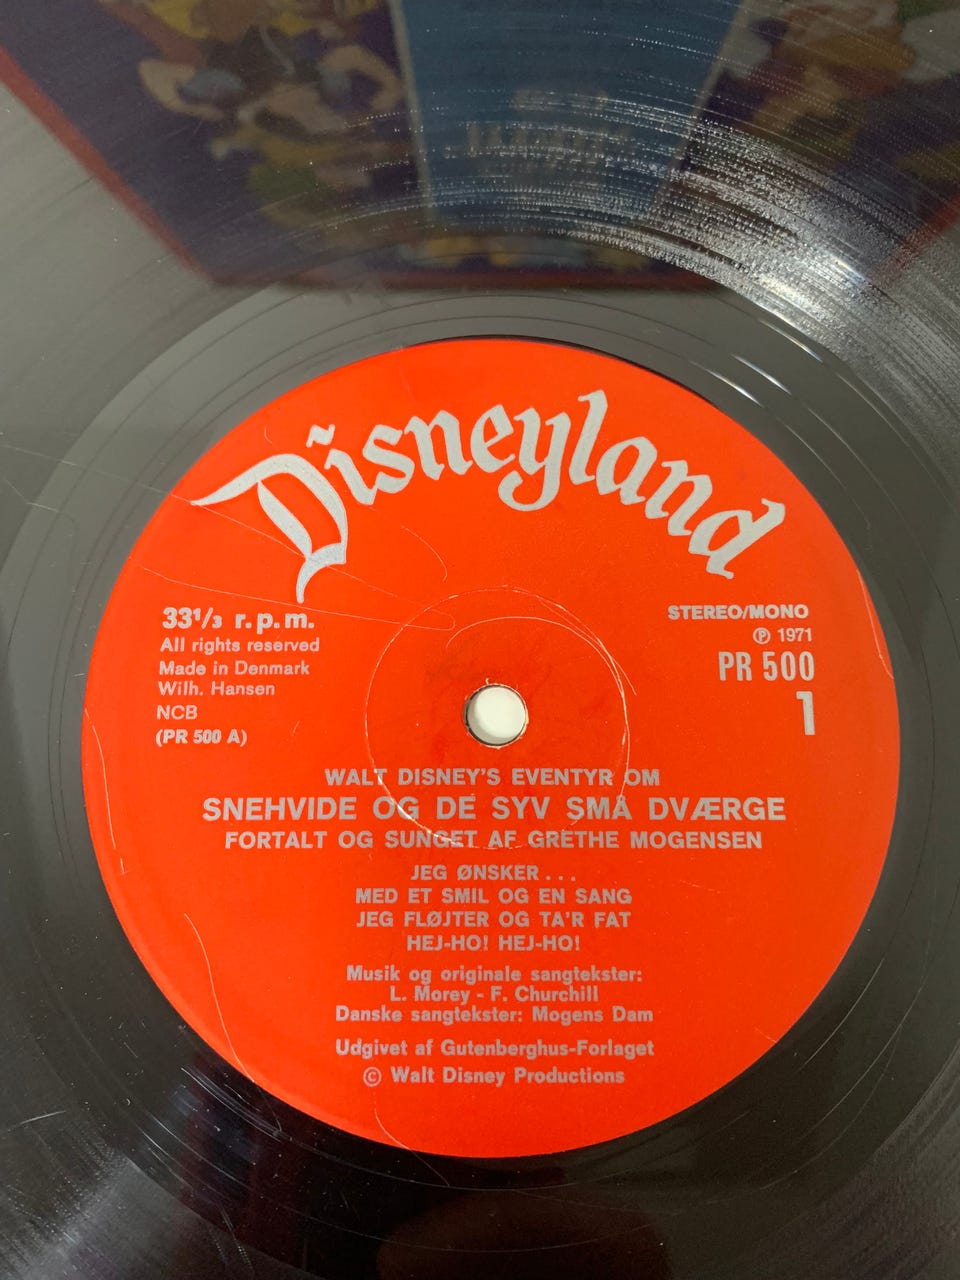 Disneyland
33 1/3 r.p.m.
All rights reserved
Made in Denmark
Wilh. Hansen
NCB
(PR 500 A)
STEREO/MONO
Ⓟ 1971
PR 500
1
WALT DISNEY'S EVENTYR OM
SNEHVIDE OG DE SYV SMÅ DVÆRGE
FORTALT OG SUNGET AF GRETHE MOGENSEN
JEG ØNSKER...
MED ET SMIL OG EN SANG
JEG FLØJTER OG TA'R FAT
HEJ-HO! HEJ-HO!
Musik og originale sangtekster:
L. Morey - F. Churchill
Danske sangtekster: Mogens Dam
Udgivet af Gutenberghus-Forlaget
© Walt Disney Productions